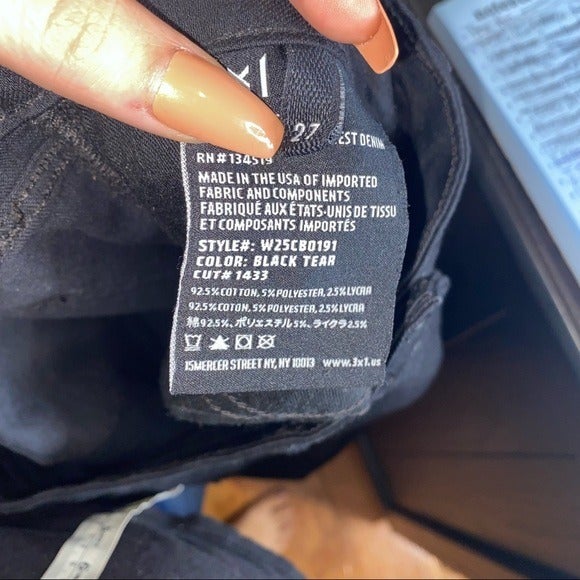 27
EST DENIM
RN# 134519
MADE IN THE USA OF IMPORTED
FABRIC AND COMPONENTS
FABRIQUÉ AUX ÉTATS-UNIS DE TISSU
ET COMPOSANTS IMPORTÉS
STYLE#: W25CB0191
COLOR: BLACK TEAR
CUT# 1433
92.5% COTTON, 5% POLYESTER, 2.5% LYCRA
92.5% COTON, 5% POLYESTER, 2.5% LYCRA
綿92.5%、ポリエステル5%、ライクラ2.5%
15MERCER STREET NY, NY 10013 www.3x1.us